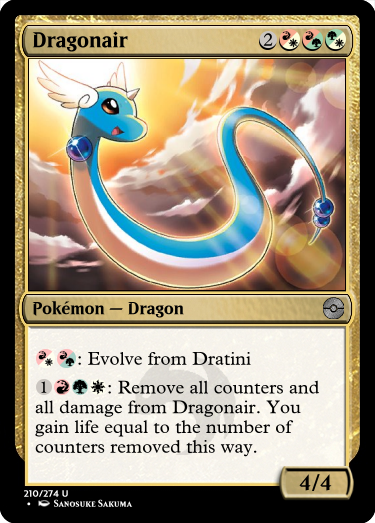 Dragonair 2
Pokémon — Dragon
: Evolve from Dratini
1 : Remove all counters and
all damage from Dragonair. You
gain life equal to the number of
counters removed this way.
4/4
210/274 U
• Sanosuke Sakuma